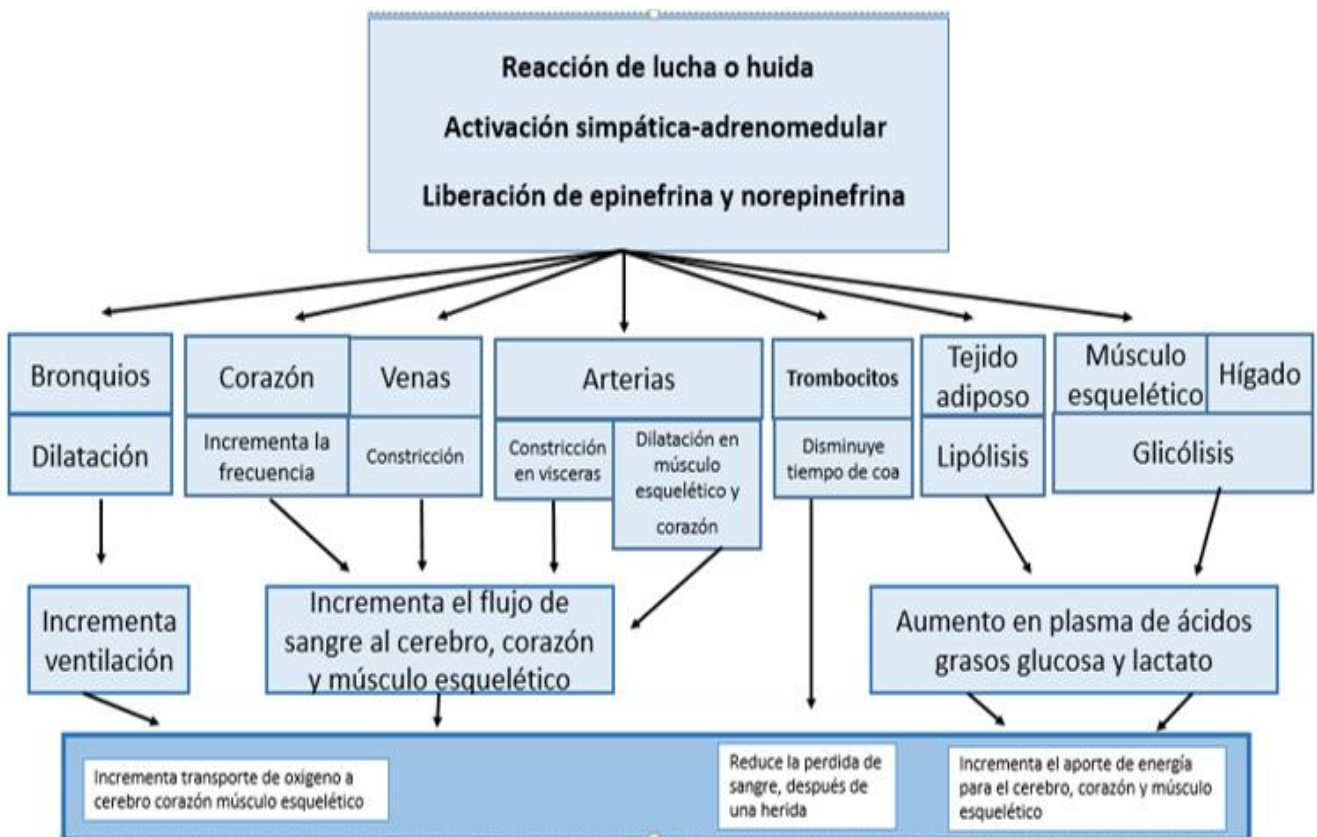 Reacción de lucha o huida
Activación simpática-adrenomedular
Liberación de epinefrina y norepinefrina
Bronquios
Corazón
Venas
Arterias
Trombocitos
Tejido
adiposo
Músculo
esquelético
Hígado
Dilatación
Incrementa la
frecuencia
Constricción
Constricción
en visceras
Dilatación en
músculo
esquelético y
corazón
Disminuye
tiempo de coa
Lipólisis
Glicólisis
Incrementa
ventilación
Incrementa el flujo de
sangre al cerebro, corazón
y músculo esquelético
Aumento en plasma de ácidos
grasos glucosa y lactato
Incrementa transporte de oxigeno a
cerebro corazón músculo esquelético
Reduce la perdida de
sangre, después de
una herida
Incrementa el aporte de energía
para el cerebro, corazón y músculo
esquelético